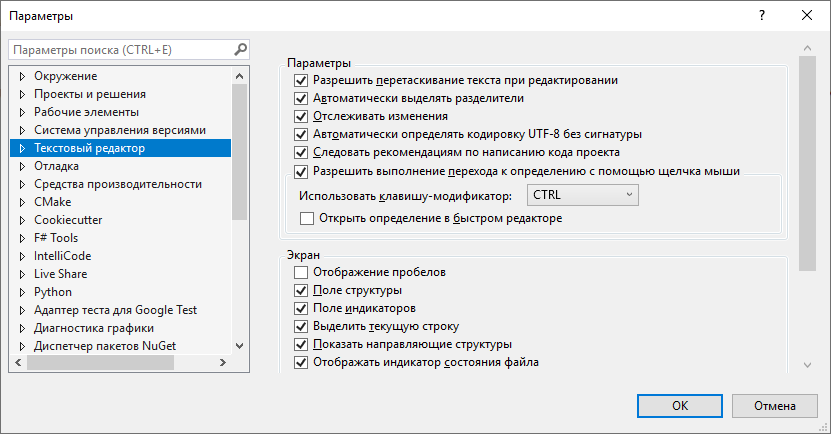 Параметры
?
Параметры поиска (CTRL+E)
Окружение
Проекты и решения
Рабочие элементы
Система управления версиями
Текстовый редактор
Отладка
Средства производительности
CMake
Cookiecutter
F# Tools
IntelliCode
Live Share
Python
Адаптер теста для Google Test
Диагностика графики
Диспетчер пакетов NuGet
Параметры
Разрешить перетаскивание текста при редактировании
Автоматически выделять разделители
Отслеживать изменения
Автоматически определять кодировку UTF-8 без сигнатуры
Следовать рекомендациям по написанию кода проекта
Разрешить выполнение перехода к определению с помощью щелчка мыши
Использовать клавишу-модификатор: CTRL
Открыть определение в быстром редакторе
Экран
Отображение пробелов
Поле структуры
Поле индикаторов
Выделить текущую строку
Показать направляющие структуры
Отображать индикатор состояния файла
OK
Отмена